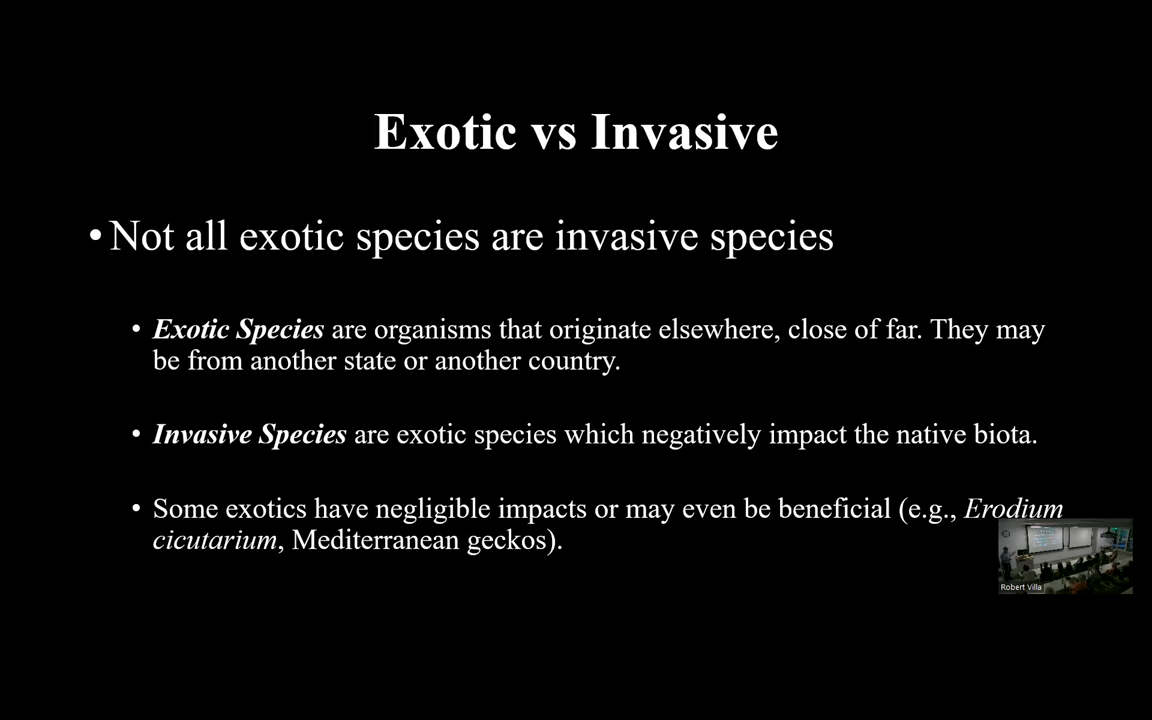 Exotic vs Invasive
• Not all exotic species are invasive species
• Exotic Species are organisms that originate elsewhere, close of far. They may
be from another state or another country.
• Invasive Species are exotic species which negatively impact the native biota.
• Some exotics have negligible impacts or may even be beneficial (e.g., Erodium
cicutarium, Mediterranean geckos).
Robert Villa